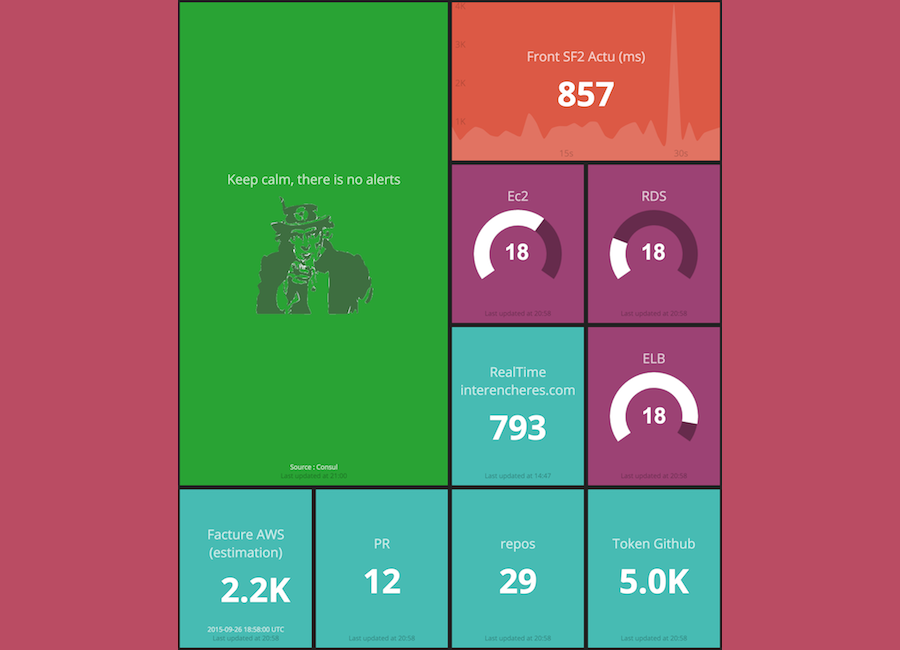 Keep calm, there is no alerts
Source : Consul
Last updated at 21:00
4K
3K
2K
1K
Front SF2 Actu (ms)
857
15s
30s
Ec2
18
Last updated at 20:58
RDS
18
Last updated at 20:58
RealTime
interencheres.com
793
Last updated at 14:47
ELB
18
Last updated at 20:58
Facture AWS
(estimation)
2.2K
2015-09-26 18:58:00 UTC
Last updated at 20:58
PR
12
Last updated at 20:58
repos
29
Last updated at 20:58
Token Github
5.0K
Last updated at 20:58